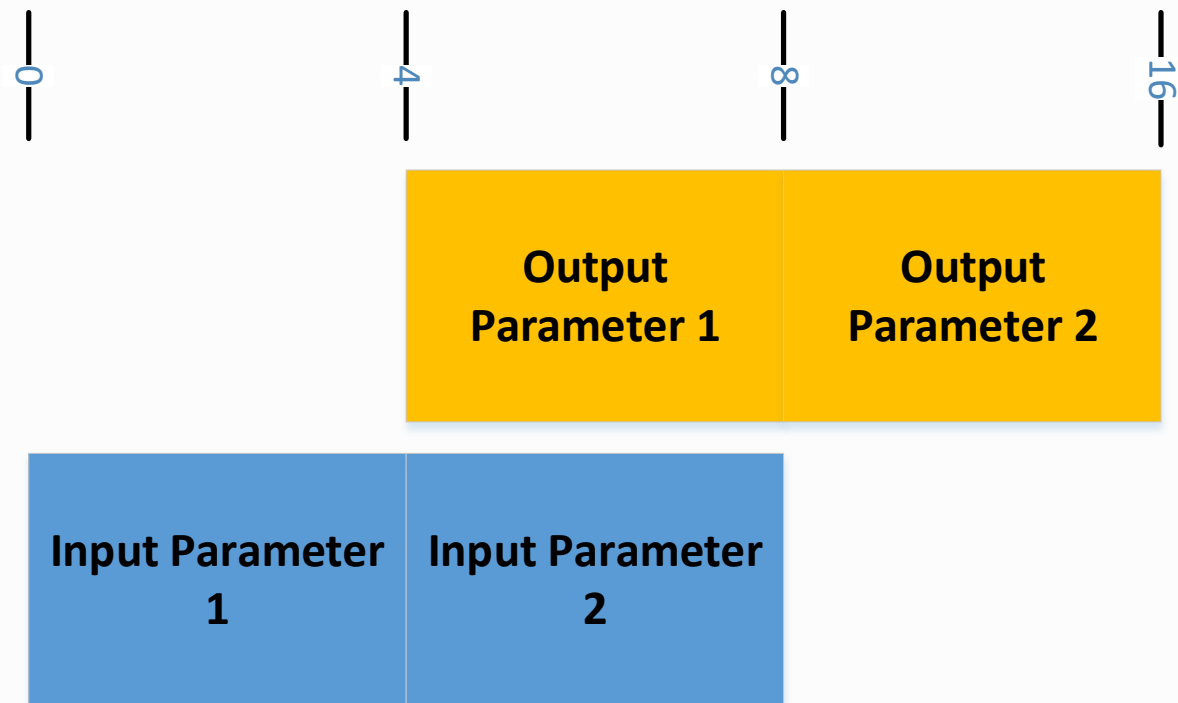 0
4
8
16
Output
Parameter 1
Output
Parameter 2
Input Parameter
1
Input Parameter
2